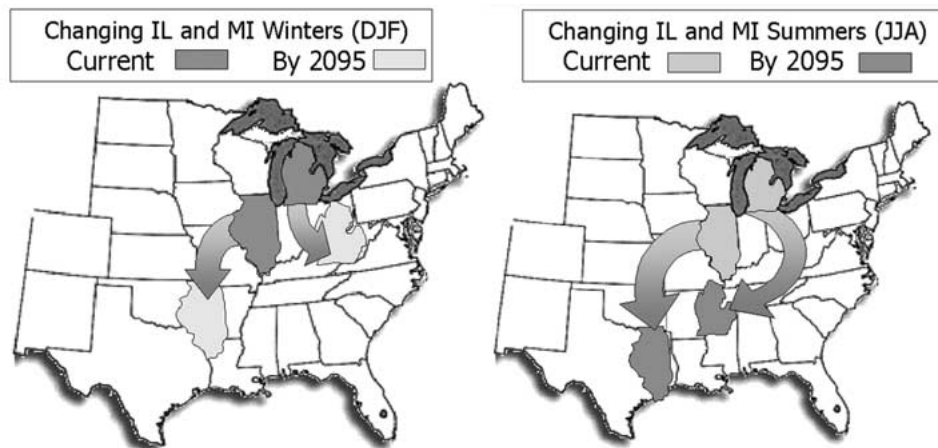 Changing IL and MI Winters (DJF)
Current By 2095
Changing IL and MI Summers (JJA)
Current By 2095